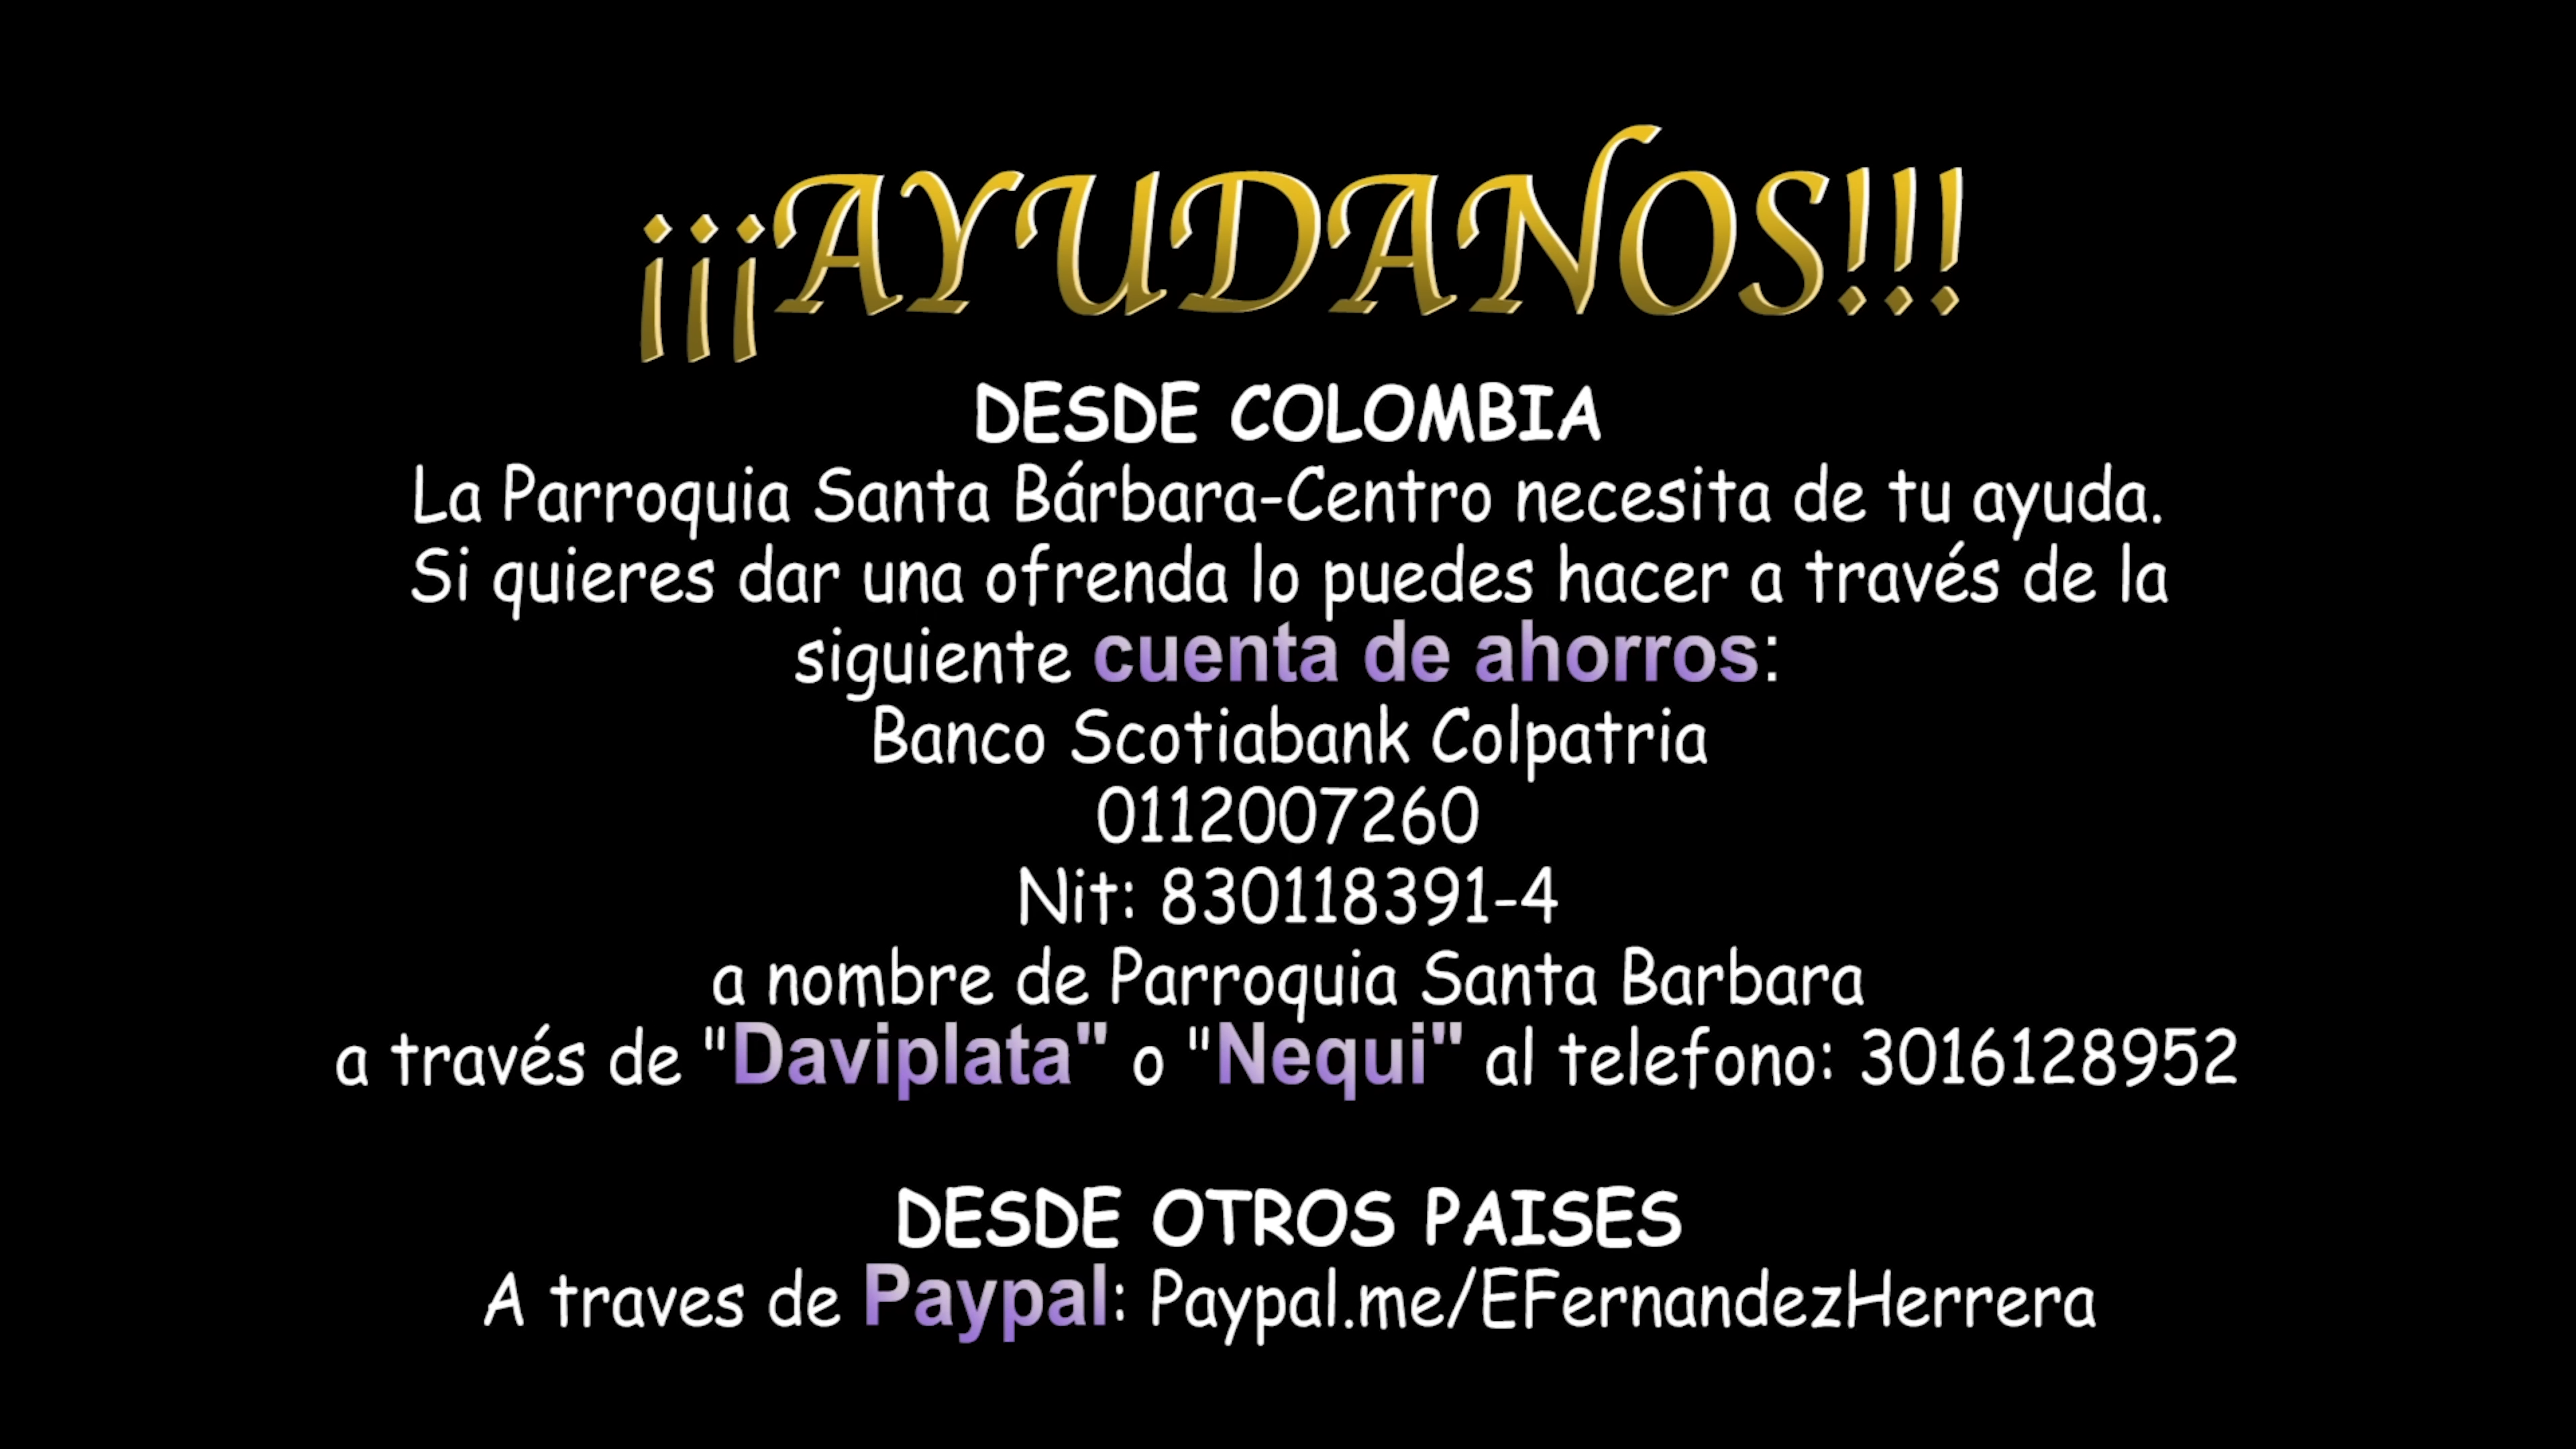 ¡¡¡AYUDANOS!!!
DESDE COLOMBIA
La Parroquia Santa Bárbara-Centro necesita de tu ayuda.
Si quieres dar una ofrenda lo puedes hacer a través de la
siguiente cuenta de ahorros:
Banco Scotiabank Colpatria
0112007260
Nit: 830118391-4
a nombre de Parroquia Santa Barbara
a través de "Daviplata" o "Nequi" al telefono: 3016128952
DESDE OTROS PAISES
A traves de Paypal: Paypal.me/EFernandezHerrera